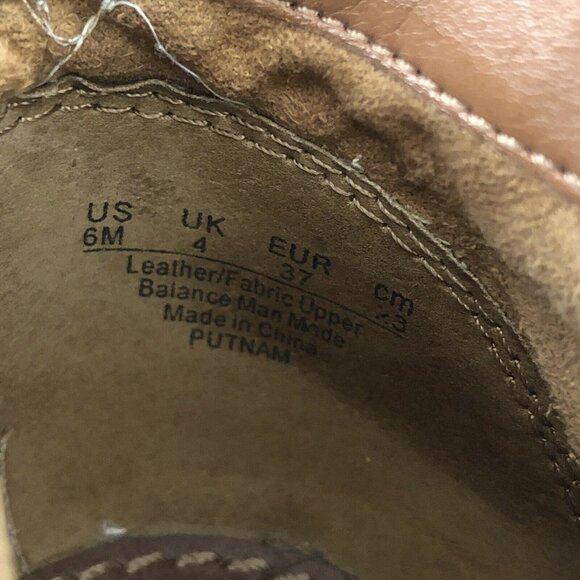 US UK EUR cm
6M 4 37 23
Leather/Fabric Upper
Balance Man Made
Made in China
PUTNAM